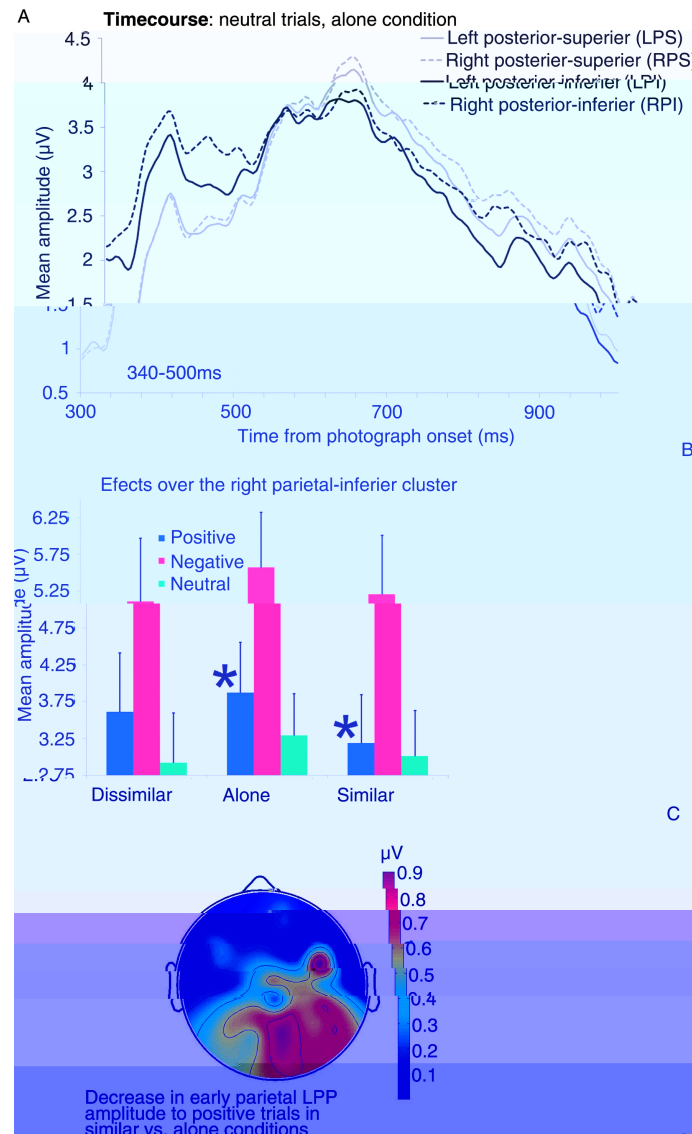 A
Timecourse: neutral trials, alone condition
Left posterior-superier (LPS)
Right posterior-superier (RPS)
Left posterior-inferier (LPI)
Right posterior-inferier (RPI)
Mean amplitude (µV)
4.5
4
3.5
3
2.5
2
1.5
1
0.5
340-500ms
300
500
700
900
Time from photograph onset (ms)
B
Efects over the right parietal-inferier cluster
Mean amplitude (µV)
6.25
5.75
5.25
4.75
4.25
3.75
3.25
2.75
Positive
Negative
Neutral
*
*
Dissimilar
Alone
Similar
C
µV
0.9
0.8
0.7
0.6
0.5
0.4
0.3
0.2
0.1
Decrease in early parietal LPP
amplitude to positive trials in
similar vs. alone conditions